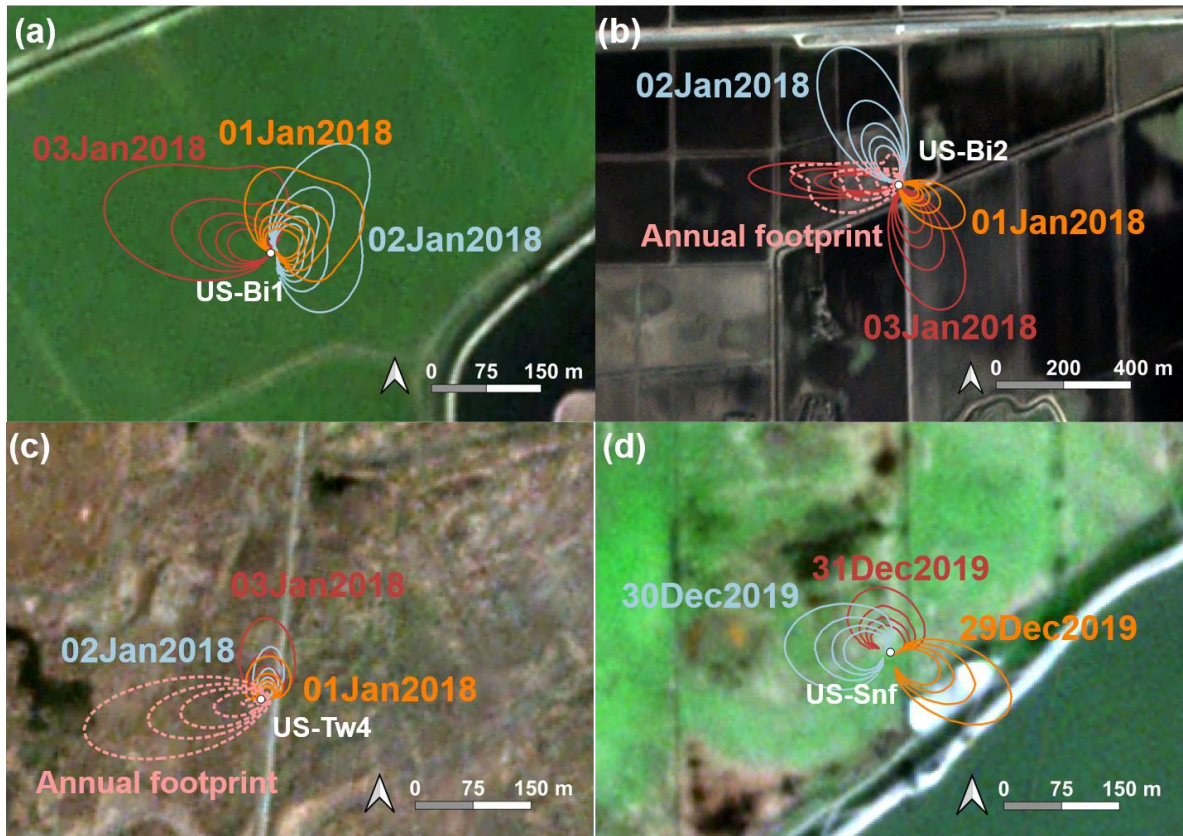 (a)
01Jan2018
03Jan2018
02Jan2018
US-Bi1
0 75 150 m
(b)
02Jan2018
US-Bi2
Annual footprint
01Jan2018
03Jan2018
0 200 400 m
(c)
03Jan2018
02Jan2018
01Jan2018
US-Tw4
Annual footprint
0 75 150 m
(d)
31Dec2019
30Dec2019
29Dec2019
US-Snf
0 75 150 m